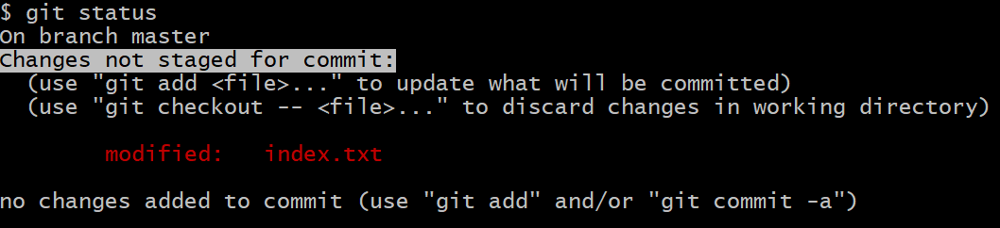 $ git status
On branch master
Changes not staged for commit:
  (use "git add <file>..." to update what will be committed)
  (use "git checkout -- <file>..." to discard changes in working directory)
        modified:   index.txt
no changes added to commit (use "git add" and/or "git commit -a")